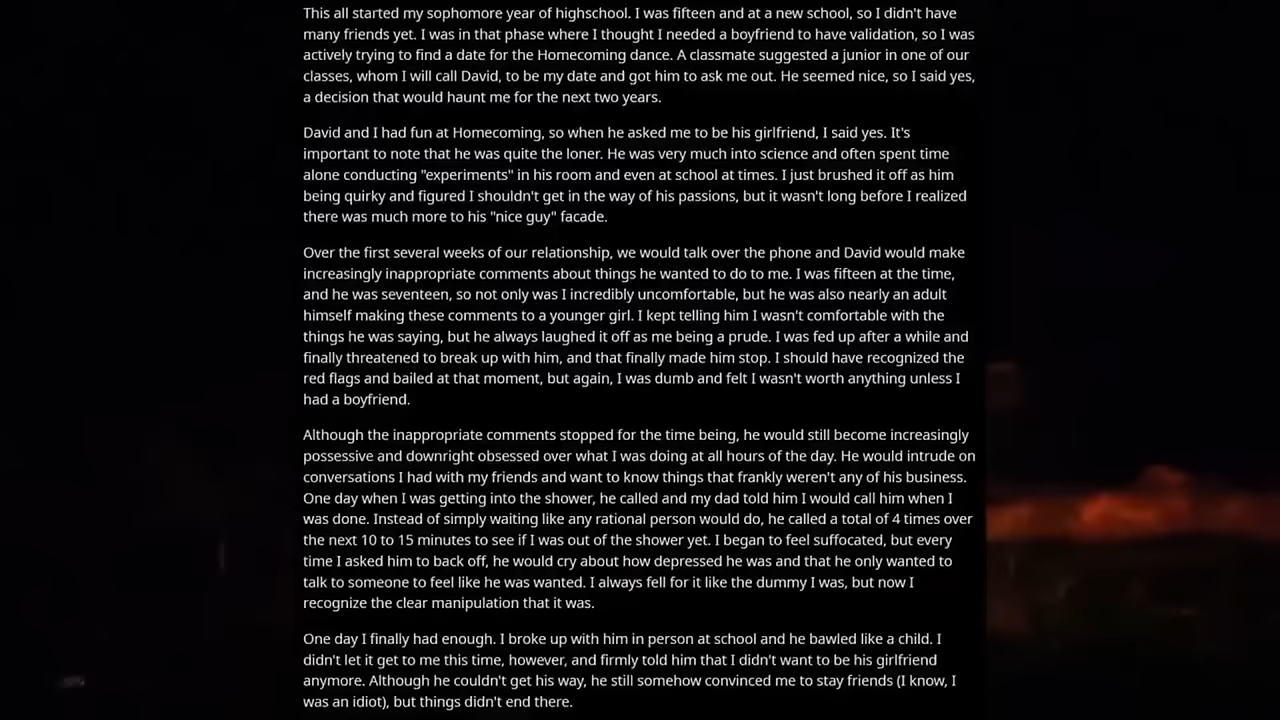 This all started my sophomore year of highschool. I was fifteen and at a new school, so I didn't have
many friends yet. I was in that phase where I thought I needed a boyfriend to have validation, so I was
actively trying to find a date for the Homecoming dance. A classmate suggested a junior in one of our
classes, whom I will call David, to be my date and got him to ask me out. He seemed nice, so I said yes,
a decision that would haunt me for the next two years.
David and I had fun at Homecoming, so when he asked me to be his girlfriend, I said yes. It's
important to note that he was quite the loner. He was very much into science and often spent time
alone conducting "experiments" in his room and even at school at times. I just brushed it off as him
being quirky and figured I shouldn't get in the way of his passions, but it wasn't long before I realized
there was much more to his "nice guy" facade.
Over the first several weeks of our relationship, we would talk over the phone and David would make
increasingly inappropriate comments about things he wanted to do to me. I was fifteen at the time,
and he was seventeen, so not only was I incredibly uncomfortable, but he was also nearly an adult
himself making these comments to a younger girl. I kept telling him I wasn't comfortable with the
things he was saying, but he always laughed it off as me being a prude. I was fed up after a while and
finally threatened to break up with him, and that finally made him stop. I should have recognized the
red flags and bailed at that moment, but again, I was dumb and felt I wasn't worth anything unless I
had a boyfriend.
Although the inappropriate comments stopped for the time being, he would still become increasingly
possessive and downright obsessed over what I was doing at all hours of the day. He would intrude on
conversations I had with my friends and want to know things that frankly weren't any of his business.
One day when I was getting into the shower, he called and my dad told him I would call him when I
was done. Instead of simply waiting like any rational person would do, he called a total of 4 times over
the next 10 to 15 minutes to see if I was out of the shower yet. I began to feel suffocated, but every
time I asked him to back off, he would cry about how depressed he was and that he only wanted to
talk to someone to feel like he was wanted. I always fell for it like the dummy I was, but now I
recognize the clear manipulation that it was.
One day I finally had enough. I broke up with him in person at school and he bawled like a child. I
didn't let it get to me this time, however, and firmly told him that I didn't want to be his girlfriend
anymore. Although he couldn't get his way, he still somehow convinced me to stay friends (I know, I
was an idiot), but things didn't end there.